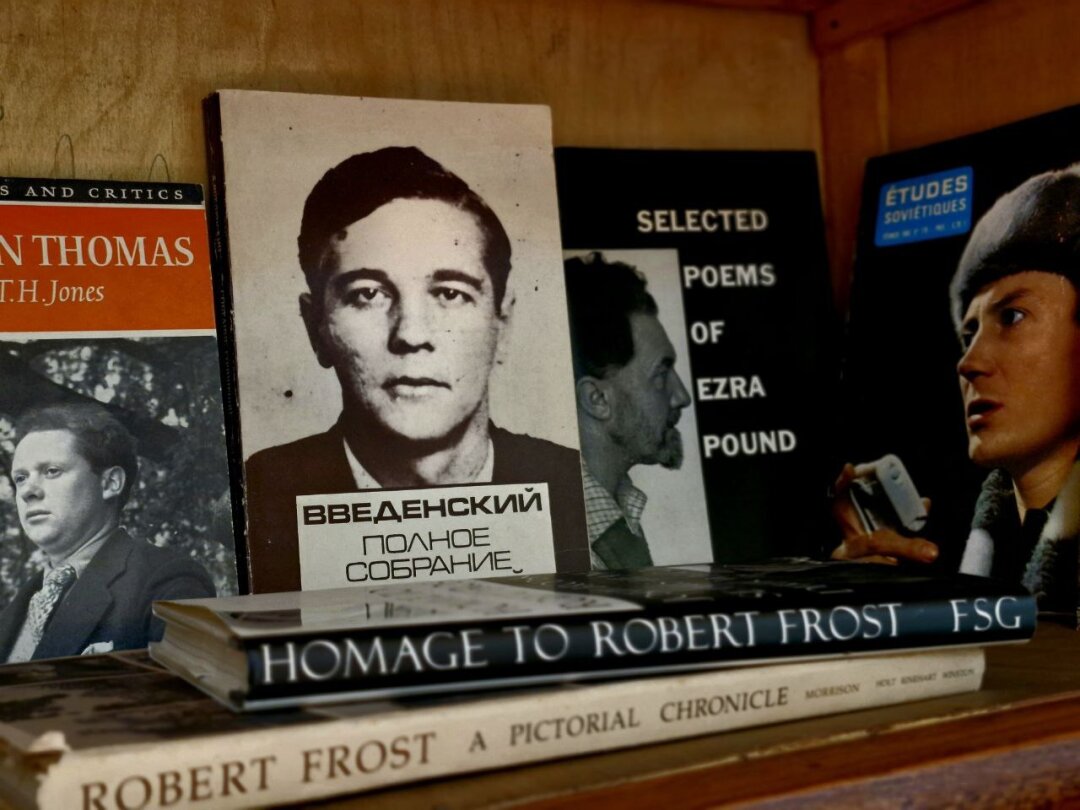 S AND CRITICS
N THOMAS
T.H. Jones
ВВЕДЕНСКИЙ
ПОЛНОЕ
СОБРАНИЕ
SELECTED
POEMS
OF
EZRA
POUND
ÉTUDES
SOVIÉTIQUES
HOMAGE TO ROBERT FROST FSG
ROBERT FROST A PICTORIAL CHRONICLE MORRISON HOLT RINEHART WINSTON